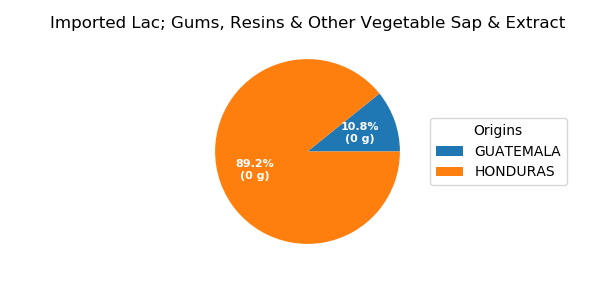 Imported Lac; Gums, Resins & Other Vegetable Sap & Extract
10.8%
(0 g)
89.2%
(0 g)
Origins
GUATEMALA
HONDURAS